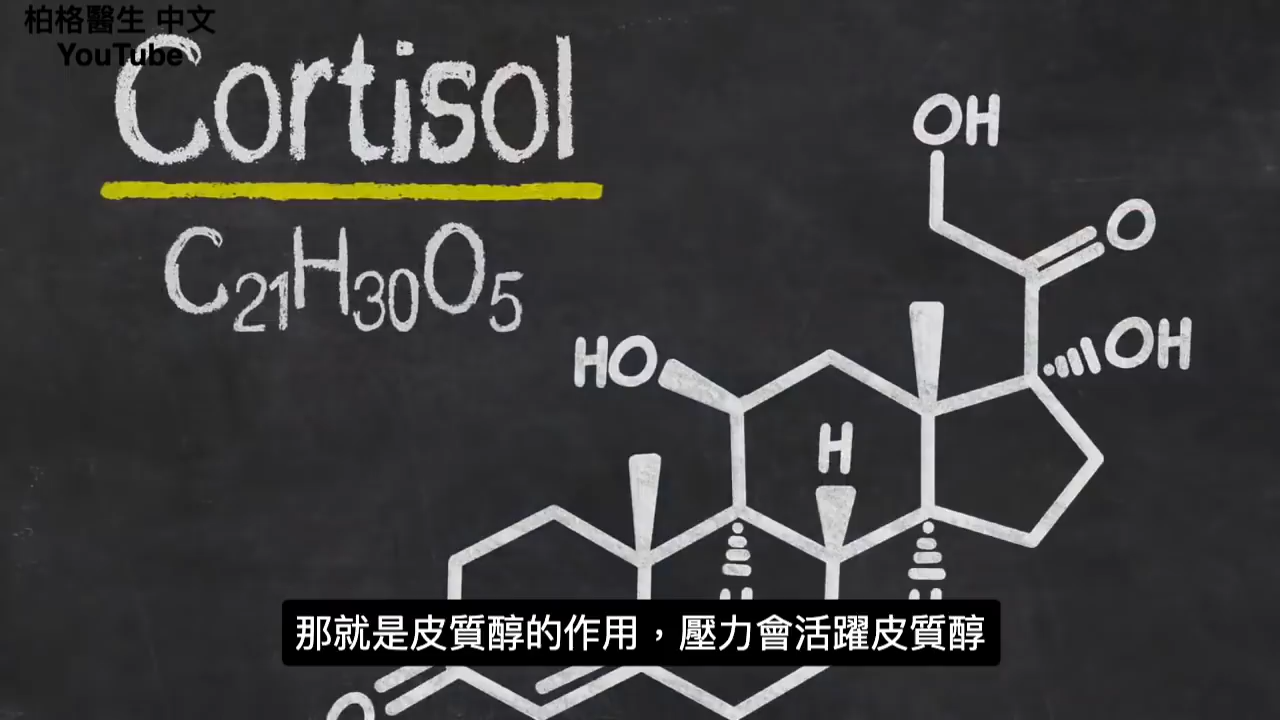 柏格醫生 中文
YouTube
Cortisol
C21H30O5
OH
O
OH
HO
H
那就是皮質醇的作用，壓力會活躍皮質醇